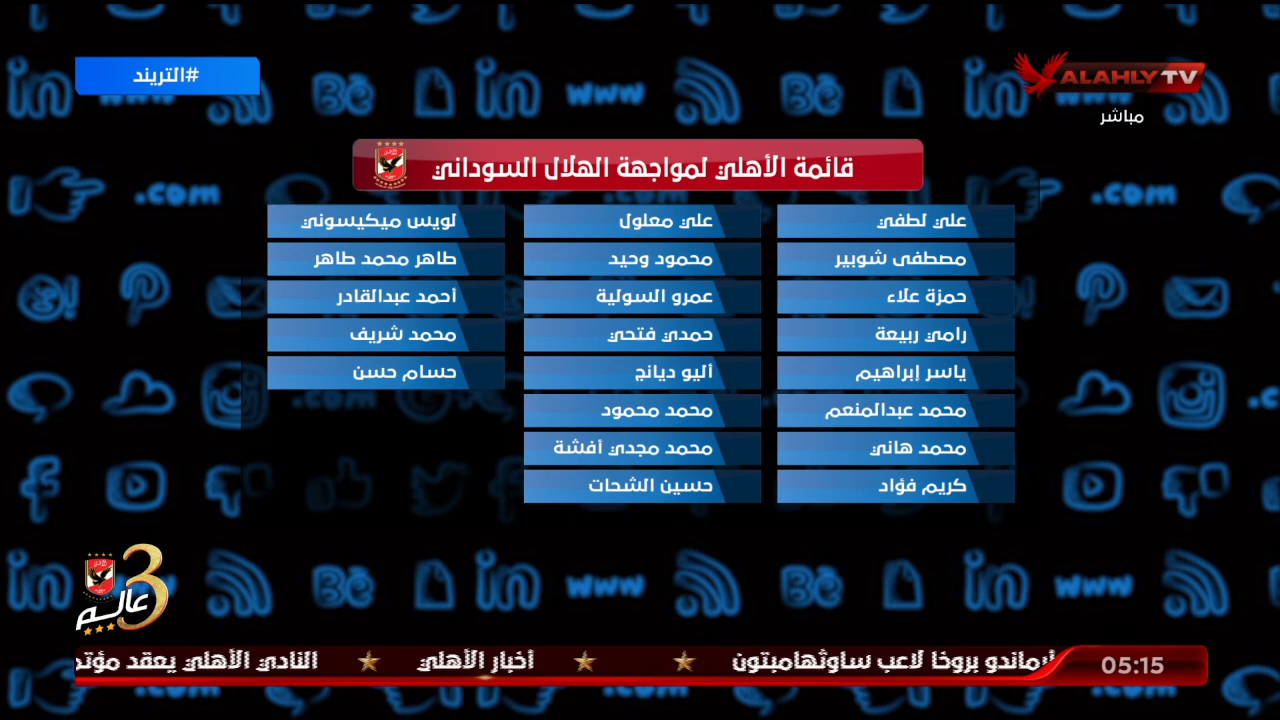 #التريند
ALAHLY TV
مباشر
قائمة الأهلي لمواجهة الهلال السوداني
علي لطفي
مصطفى شوبير
حمزة علاء
رامي ربيعة
ياسر إبراهيم
محمد عبدالمنعم
محمد هاني
كريم فؤاد
علي معلول
محمود وحيد
عمرو السولية
حمدي فتحي
أليو ديانج
محمد محمود
محمد مجدي أفشة
حسين الشحات
لويس ميكيسوني
طاهر محمد طاهر
أحمد عبدالقادر
محمد شريف
حسام حسن
3 عالم
05:15
بروخا لاعب ساوثهامبتون
أخبار الأهلي
النادي الأهلي يعقد